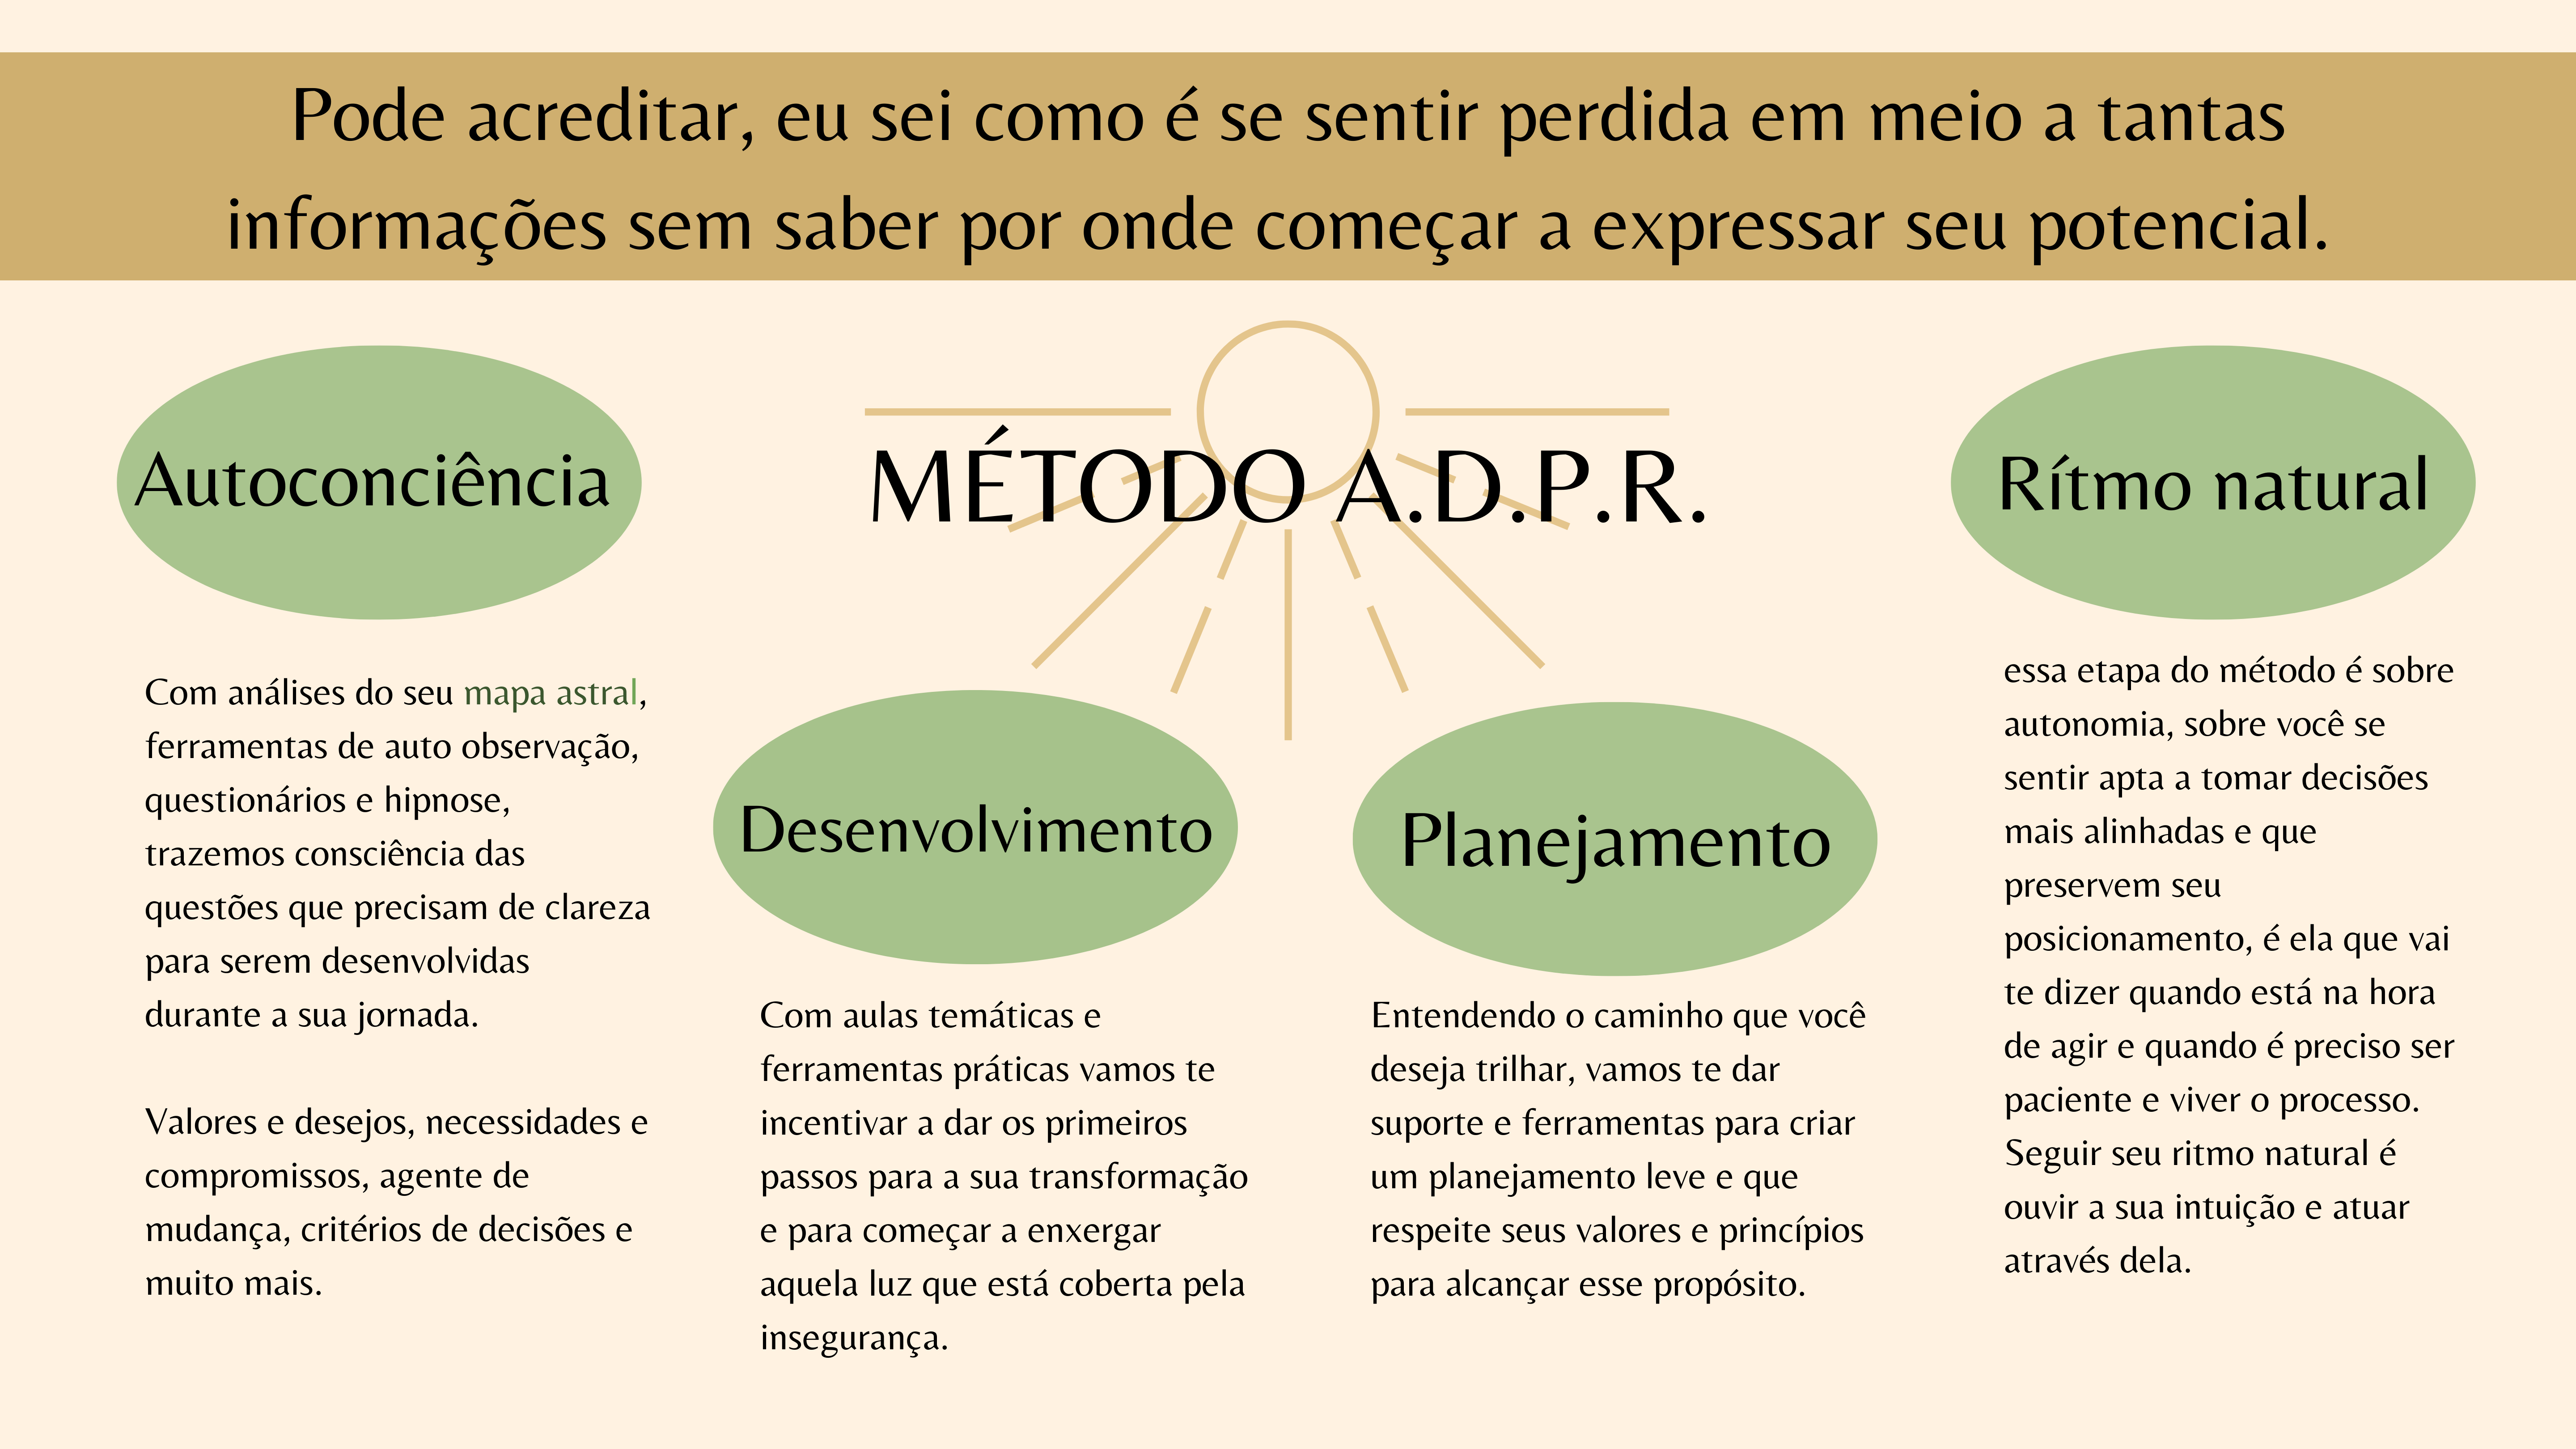 Pode acreditar, eu sei como é se sentir perdida em meio a tantas
informações sem saber por onde começar a expressar seu potencial.
MÉTODO A.D.P.R.
Autoconciência
Com análises do seu mapa astral,
ferramentas de auto observação,
questionários e hipnose,
trazemos consciência das
questões que precisam de clareza
para serem desenvolvidas
durante a sua jornada.
Valores e desejos, necessidades e
compromissos, agente de
mudança, critérios de decisões e
muito mais.
Desenvolvimento
Com aulas temáticas e
ferramentas práticas vamos te
incentivar a dar os primeiros
passos para a sua transformação
e para começar a enxergar
aquela luz que está coberta pela
insegurança.
Planejamento
Entendendo o caminho que você
deseja trilhar, vamos te dar
suporte e ferramentas para criar
um planejamento leve e que
respeite seus valores e princípios
para alcançar esse propósito.
Rítmo natural
essa etapa do método é sobre
autonomia, sobre você se
sentir apta a tomar decisões
mais alinhadas e que
preservem seu
posicionamento, é ela que vai
te dizer quando está na hora
de agir e quando é preciso ser
paciente e viver o processo.
Seguir seu ritmo natural é
ouvir a sua intuição e atuar
através dela.